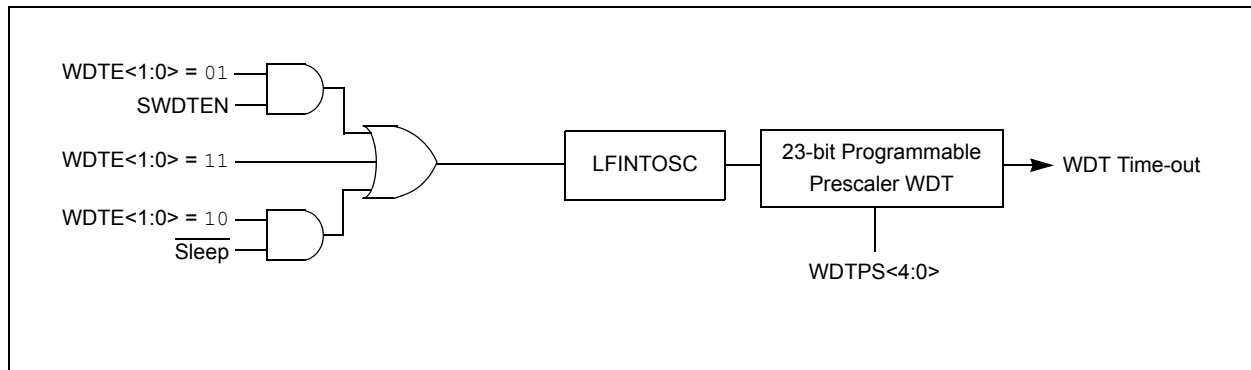 WDTE<1:0> = 01
SWDTEN
WDTE<1:0> = 11
WDTE<1:0> = 10
Sleep
LFINTOSC
23-bit Programmable
Prescaler WDT
WDT Time-out
WDTPS<4:0>